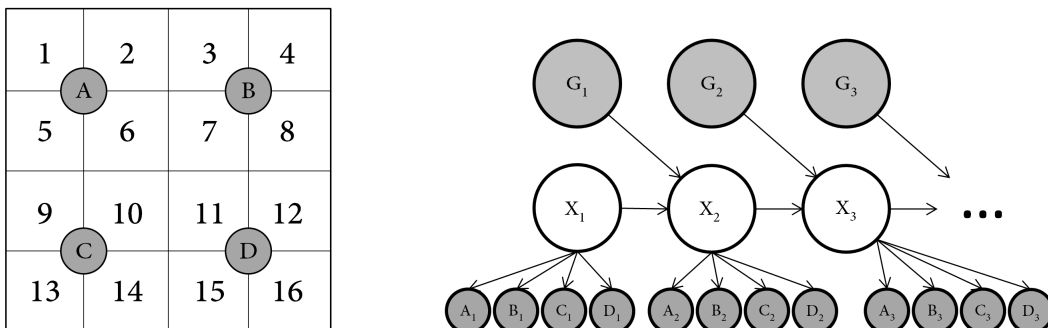 1 2 3 4
A B
5 6 7 8
9 10 11 12
C D
13 14 15 16
G₁ G₂ G₃
X₁ X₂ X₃ ...
A₁ B₁ C₁ D₁ A₂ B₂ C₂ D₂ A₃ B₃ C₃ D₃